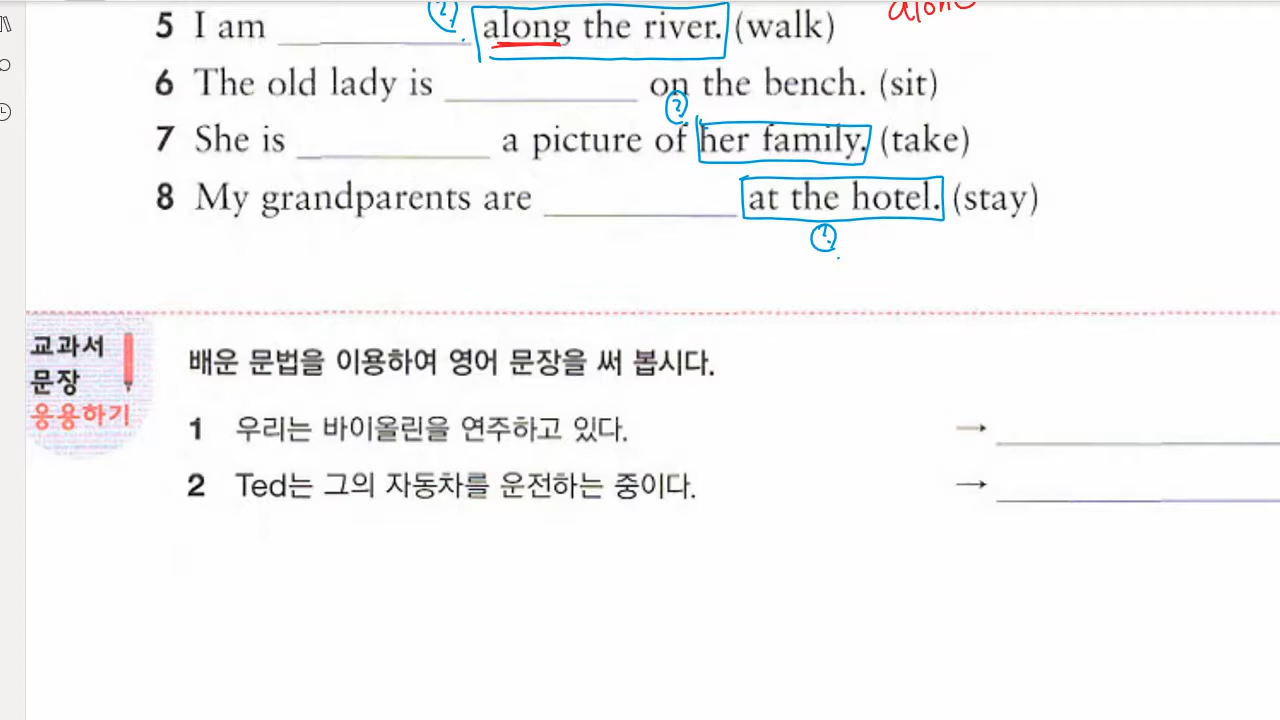 alone
5 I am ____________ along the river. (walk)
6 The old lady is ____________ on the bench. (sit)
7 She is ____________ a picture of her family. (take)
8 My grandparents are ____________ at the hotel. (stay)
교과서
문장
응용하기
배운 문법을 이용하여 영어 문장을 써 봅시다.
1 우리는 바이올린을 연주하고 있다. →
2 Ted는 그의 자동차를 운전하는 중이다. →